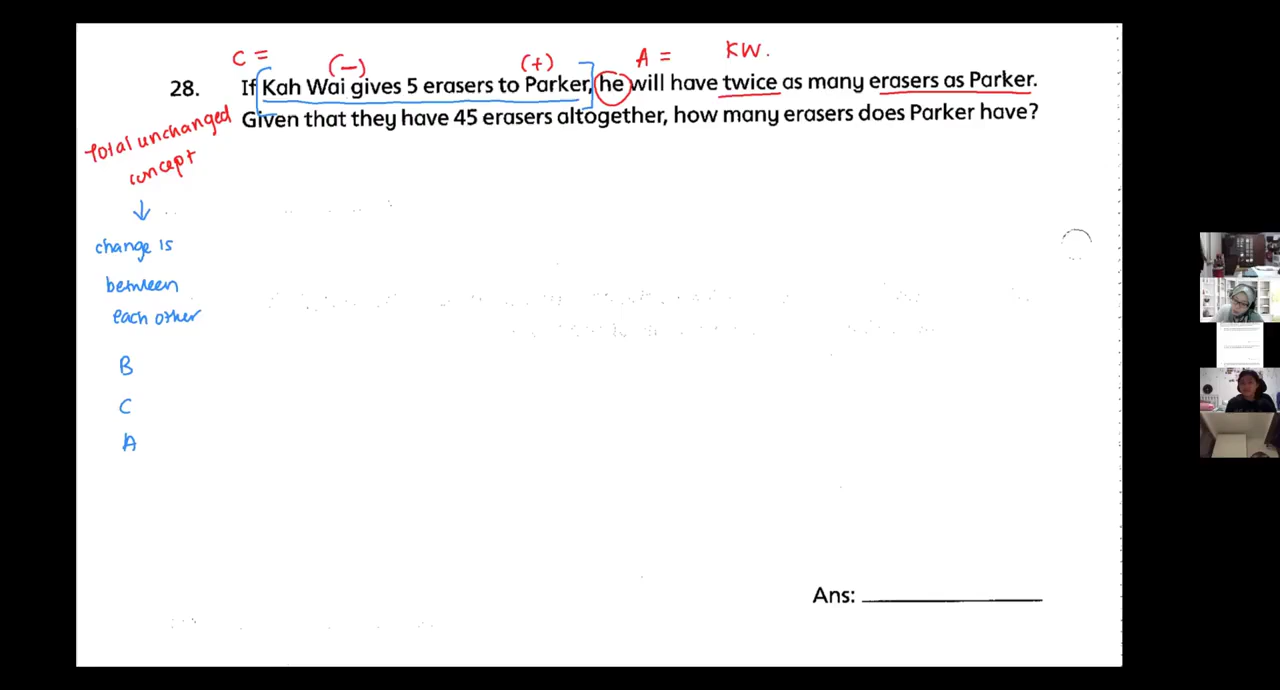 C = (-) (+) A = KW.
28. If Kah Wai gives 5 erasers to Parker, he will have twice as many erasers as Parker.
Given that they have 45 erasers altogether, how many erasers does Parker have?
Total unchanged
concept
↓
change is
between
each other
B
C
A
Ans: